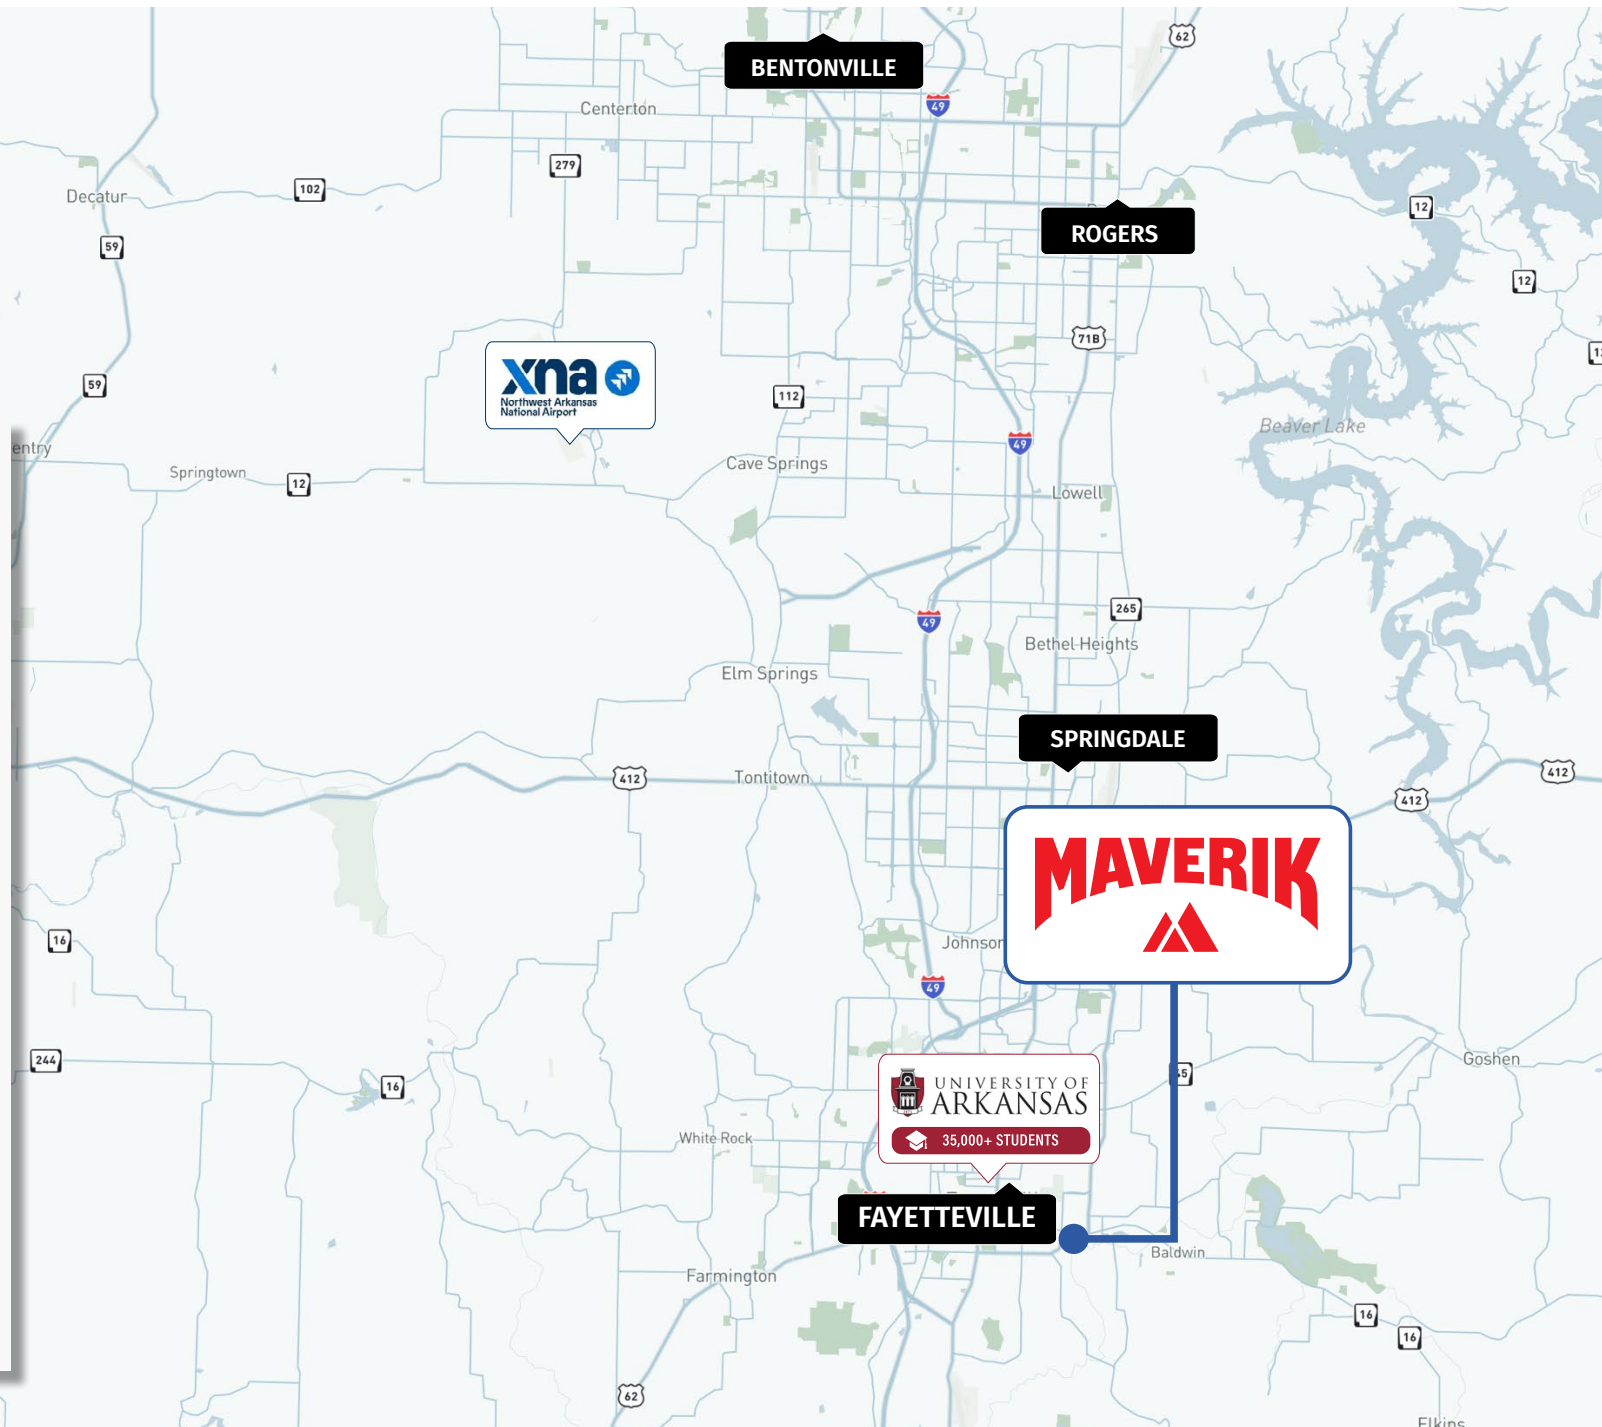 62
BENTONVILLE
49
Centerton
279
102
Decatur
12
ROGERS
59
12
71B
xna
Northwest Arkansas
National Airport
59
112
Beaver Lake
entry
49
Cave Springs
Springtown
12
Lowell
265
49
Bethel Heights
Elm Springs
SPRINGDALE
412
Tontitown
412
412
MAVERIK
16
Johnson
49
244
Goshen
45
16
UNIVERSITY OF
ARKANSAS
35,000+ STUDENTS
White Rock
FAYETTEVILLE
Baldwin
Farmington
16
16
62
Elkins